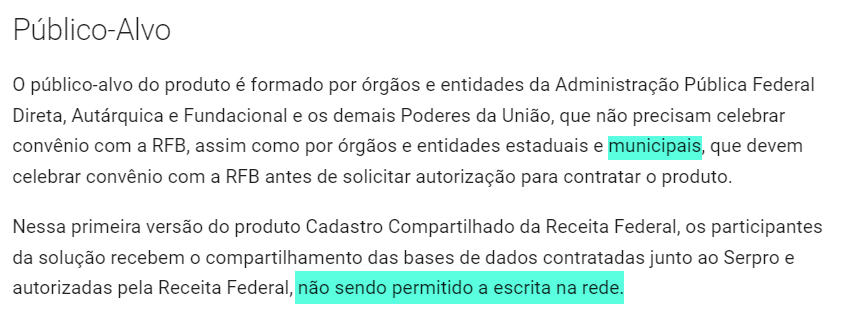 Público-Alvo
O público-alvo do produto é formado por órgãos e entidades da Administração Pública Federal
Direta, Autárquica e Fundacional e os demais Poderes da União, que não precisam celebrar
convênio com a RFB, assim como por órgãos e entidades estaduais e municipais, que devem
celebrar convênio com a RFB antes de solicitar autorização para contratar o produto.
Nessa primeira versão do produto Cadastro Compartilhado da Receita Federal, os participantes
da solução recebem o compartilhamento das bases de dados contratadas junto ao Serpro e
autorizadas pela Receita Federal, não sendo permitido a escrita na rede.